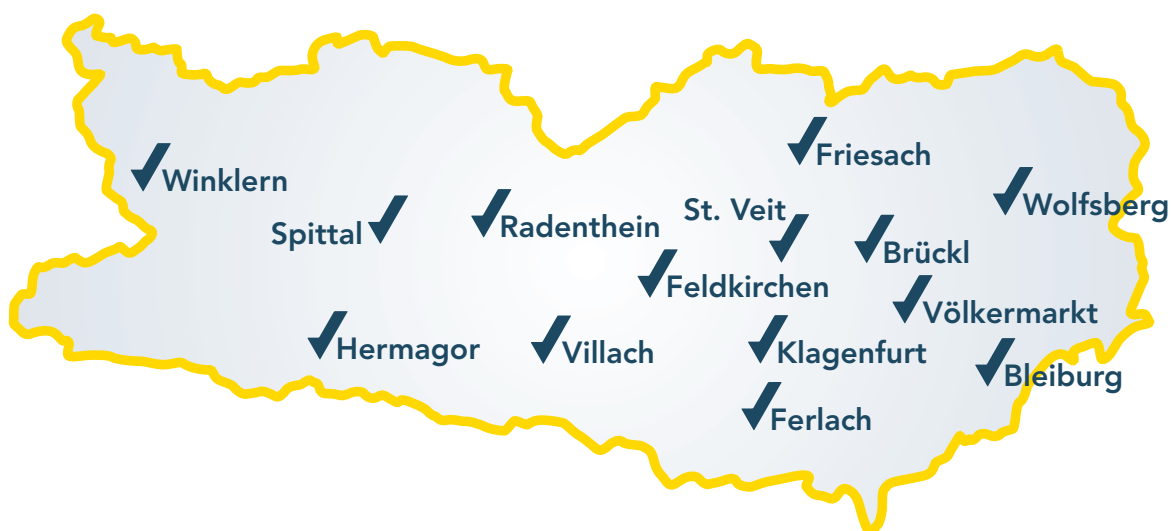 Friesach
Winklern
Wolfsberg
St. Veit
Radenthein
Spittal
Brückl
Feldkirchen
Völkermarkt
Hermagor
Villach
Klagenfurt
Bleiburg
Ferlach